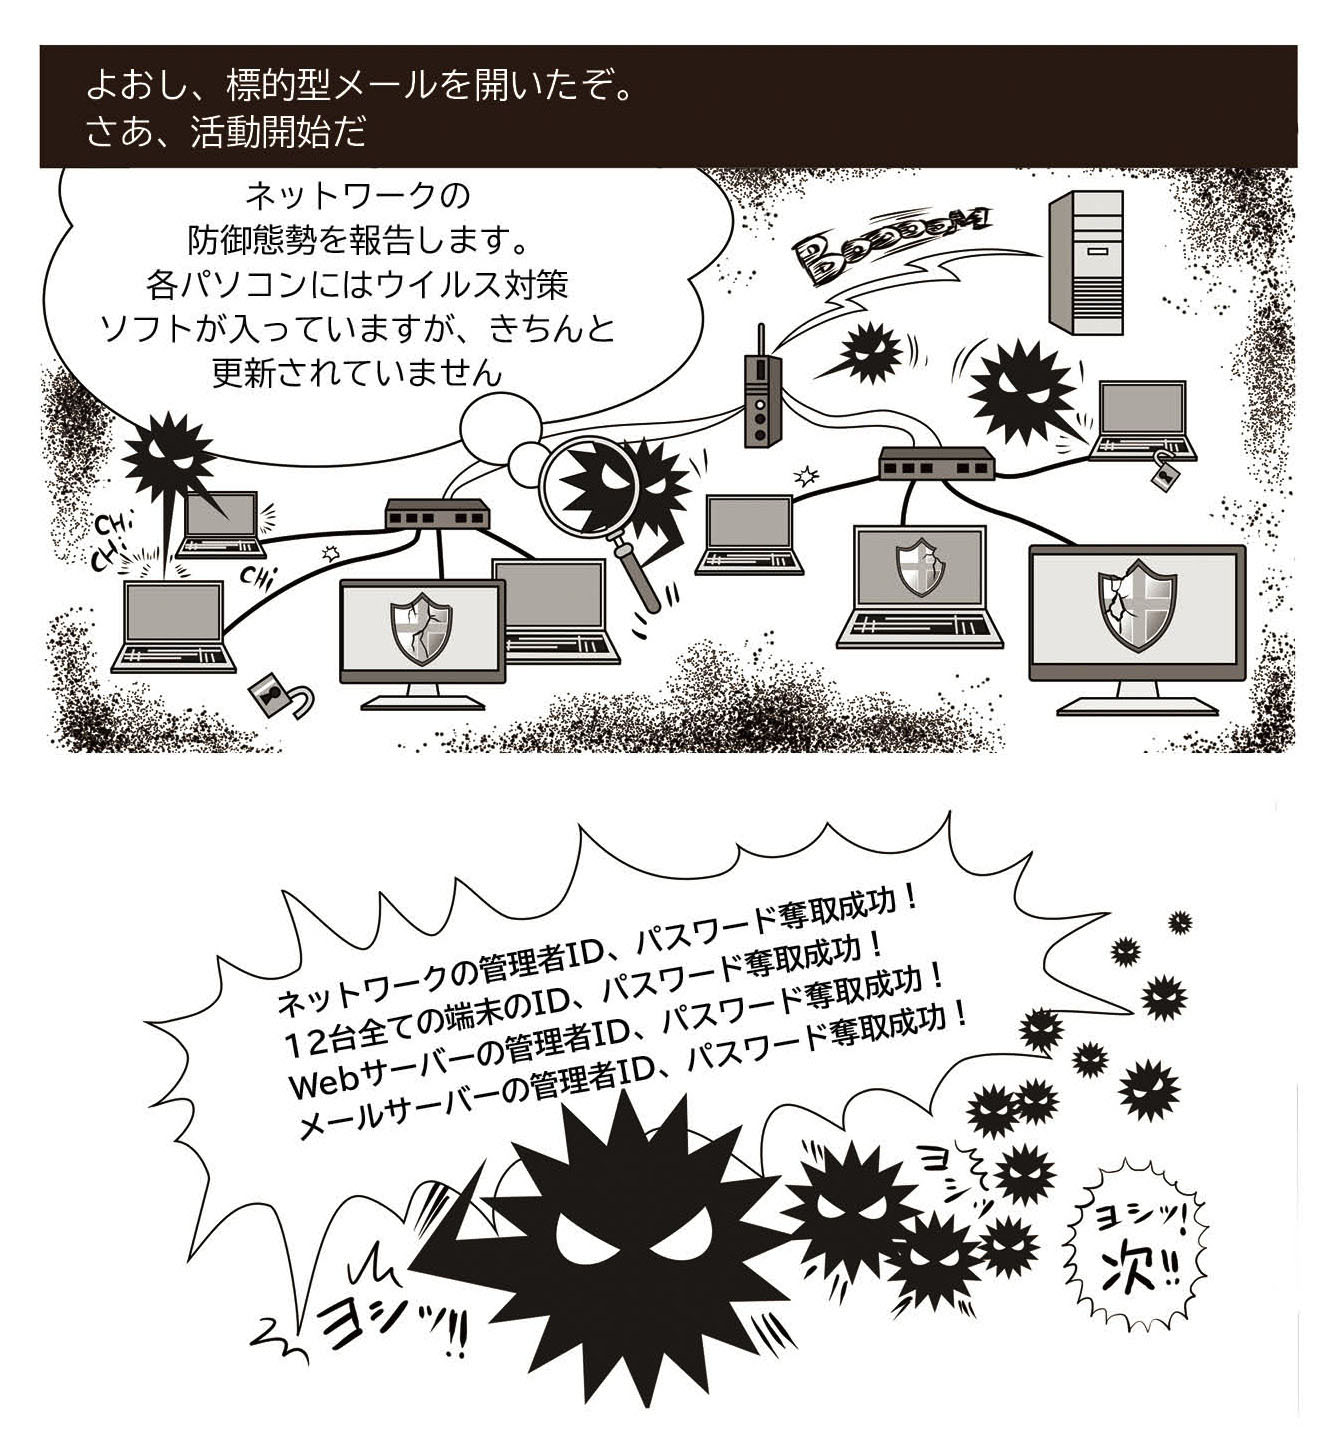 よおし、標的型メールを開いたぞ。
さあ、活動開始だ
ネットワークの
防御態勢を報告します。
各パソコンにはウイルス対策
ソフトが入っていますが、きちんと
更新されていません
Booooom
CHi
CHi
CHi
ネットワークの管理者ID、パスワード奪取成功！
12台全ての端末のID、パスワード奪取成功！
Webサーバーの管理者ID、パスワード奪取成功！
メールサーバーの管理者ID、パスワード奪取成功！
ヨシッ
ヨシッ!
次!!
ヨシッ!!